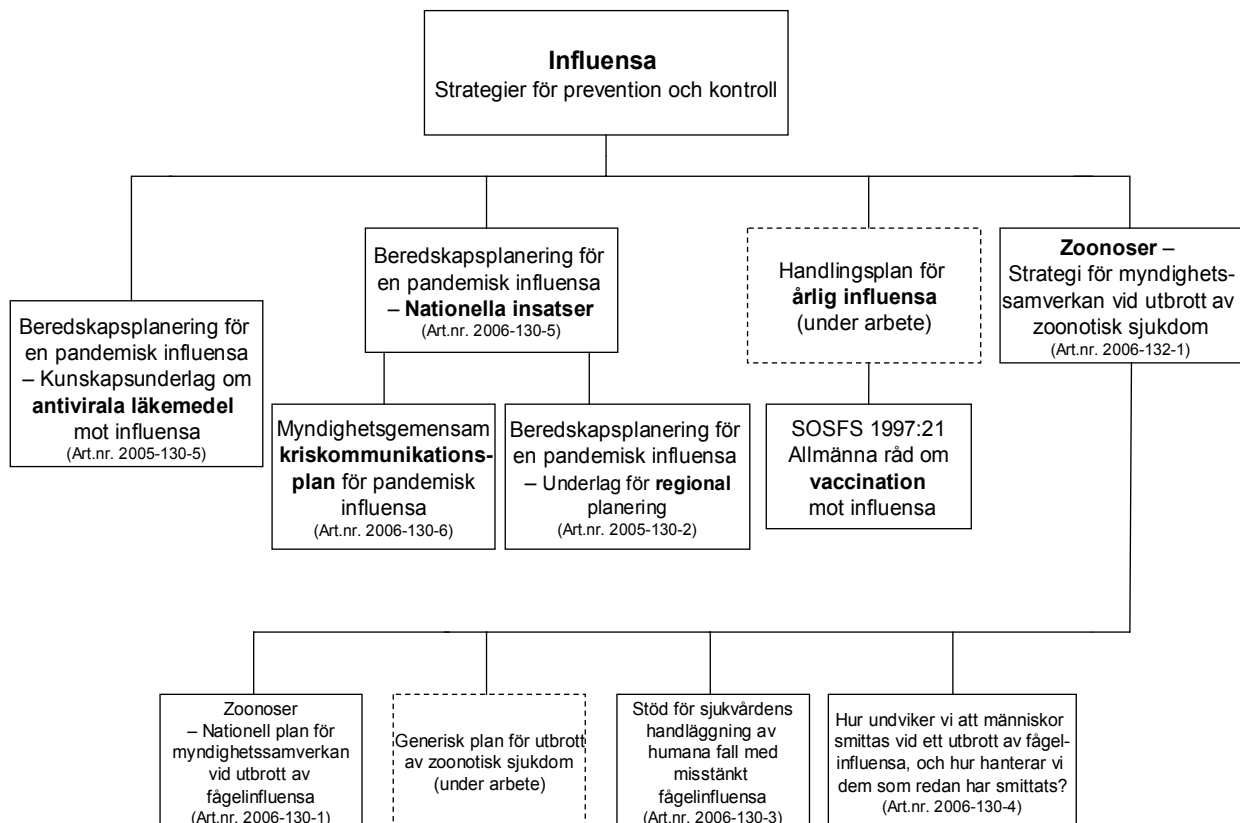 Influensa
Strategier för prevention och kontroll
Beredskapsplanering för
en pandemisk influensa
– Kunskapsunderlag om
antivirala läkemedel
mot influensa
(Art.nr. 2005-130-5)
Beredskapsplanering för
en pandemisk influensa
– Nationella insatser
(Art.nr. 2006-130-5)
Handlingsplan för
årlig influensa
(under arbete)
Zoonoser –
Strategi för myndighets-
samverkan vid utbrott av
zoonotisk sjukdom
(Art.nr. 2006-132-1)
Myndighetsgemensam
kriskommunikations-
plan för pandemisk
influensa
(Art.nr. 2006-130-6)
Beredskapsplanering för
en pandemisk influensa
– Underlag för regional
planering
(Art.nr. 2005-130-2)
SOSFS 1997:21
Allmänna råd om
vaccination
mot influensa
Zoonoser
– Nationell plan för
myndighetssamverkan
vid utbrott av
fågelinfluensa
(Art.nr. 2006-130-1)
Generisk plan för utbrott
av zoonotisk sjukdom
(under arbete)
Stöd för sjukvårdens
handläggning av
humana fall med
misstänkt
fågelinfluensa
(Art.nr. 2006-130-3)
Hur undviker vi att människor
smittas vid ett utbrott av fågel-
influensa, och hur hanterar vi
dem som redan har smittats?
(Art.nr. 2006-130-4)